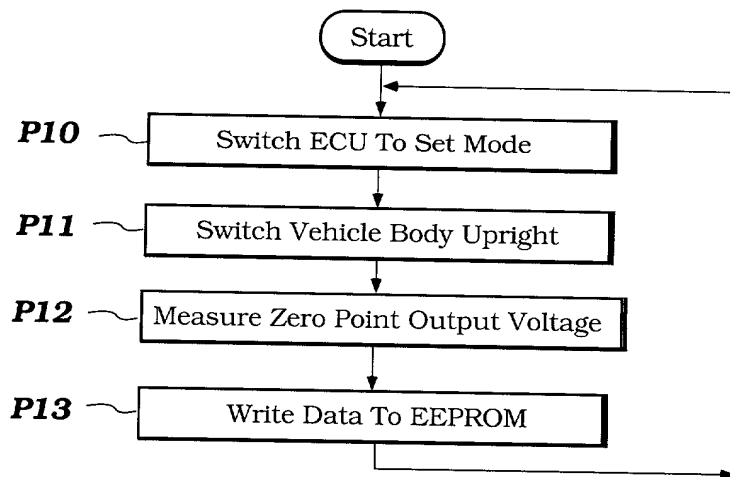 Start
P10 Switch ECU To Set Mode
P11 Switch Vehicle Body Upright
P12 Measure Zero Point Output Voltage
P13 Write Data To EEPROM